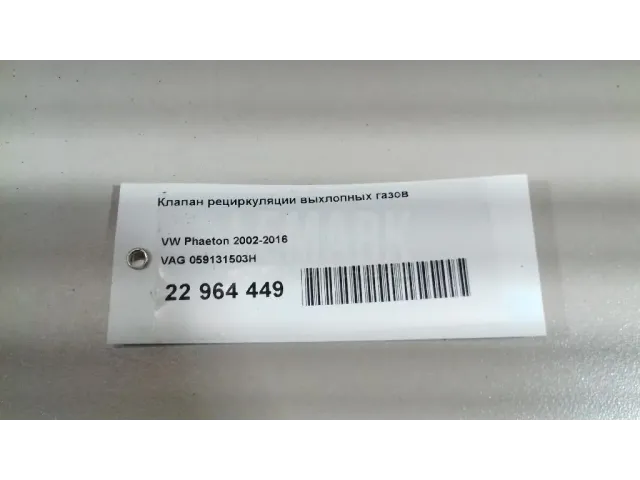 Клапан рециркуляции выхлопных газов
VW Phaeton 2002-2016
VAG 059131503H
22 964 449